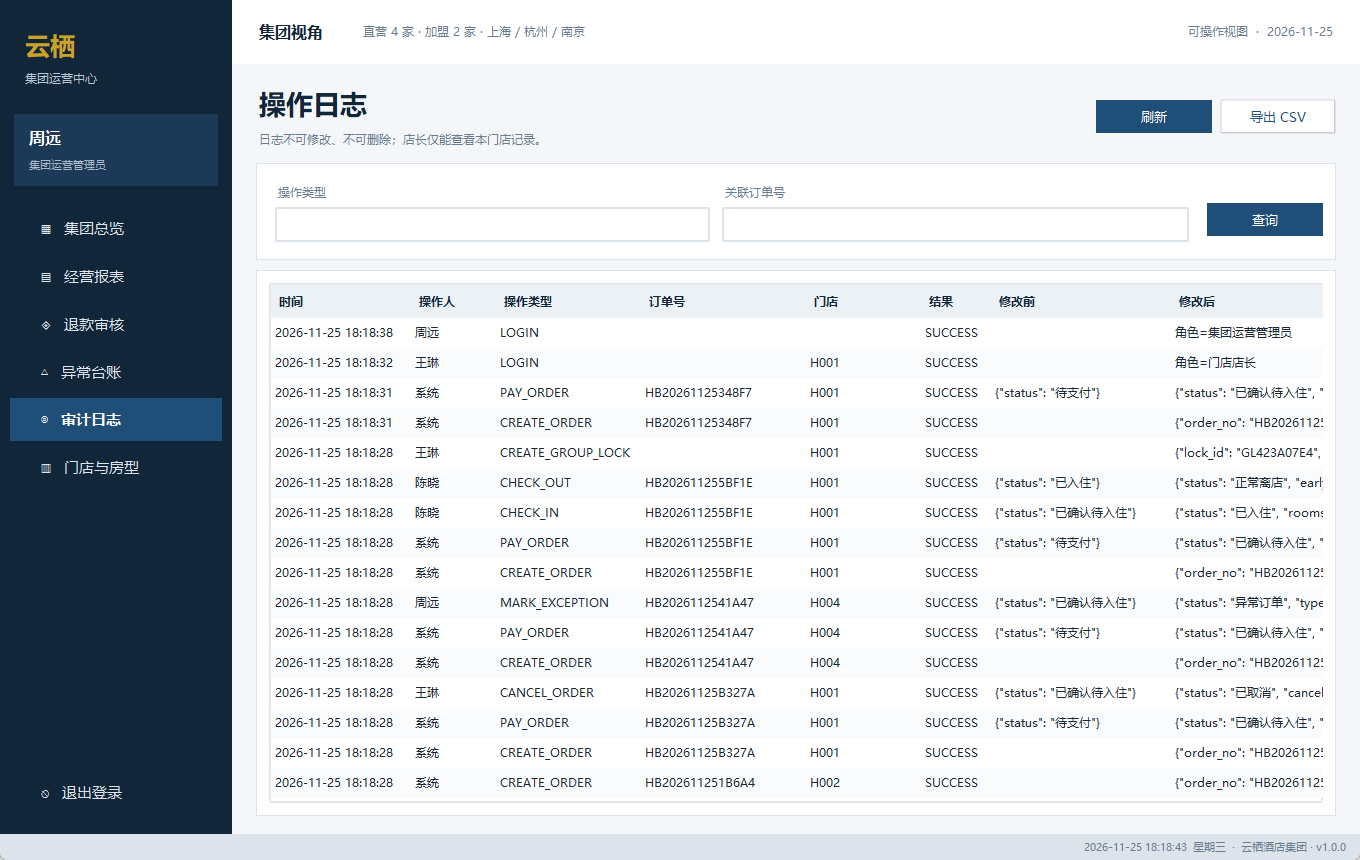 云栖
集团运营中心
周远
集团运营管理员
集团总览
经营报表
退款审核
异常台账
审计日志
门店与房型
退出登录
集团视角 直营 4 家 · 加盟 2 家 · 上海 / 杭州 / 南京 可操作视图 · 2026-11-25
操作日志
日志不可修改、不可删除；店长仅能查看本门店记录。
刷新 导出 CSV
操作类型 关联订单号
查询
时间 操作人 操作类型 订单号 门店 结果 修改前 修改后
2026-11-25 18:18:38 周远 LOGIN SUCCESS 角色=集团运营管理员
2026-11-25 18:18:32 王琳 LOGIN H001 SUCCESS 角色=门店店长
2026-11-25 18:18:31 系统 PAY_ORDER HB20261125348F7 H001 SUCCESS {"status": "待支付"} {"status": "已确认待入住", "
2026-11-25 18:18:31 系统 CREATE_ORDER HB20261125348F7 H001 SUCCESS {"order_no": "HB20261125
2026-11-25 18:18:28 王琳 CREATE_GROUP_LOCK H001 SUCCESS {"lock_id": "GL423A07E4",
2026-11-25 18:18:28 陈晓 CHECK_OUT HB202611255BF1E H001 SUCCESS {"status": "已入住"} {"status": "正常离店", "earl
2026-11-25 18:18:28 陈晓 CHECK_IN HB202611255BF1E H001 SUCCESS {"status": "已确认待入住"} {"status": "已入住", "rooms
2026-11-25 18:18:28 系统 PAY_ORDER HB202611255BF1E H001 SUCCESS {"status": "待支付"} {"status": "已确认待入住", "
2026-11-25 18:18:28 系统 CREATE_ORDER HB202611255BF1E H001 SUCCESS {"order_no": "HB20261125
2026-11-25 18:18:28 周远 MARK_EXCEPTION HB2026112541A47 H004 SUCCESS {"status": "已确认待入住"} {"status": "异常订单", "type
2026-11-25 18:18:28 系统 PAY_ORDER HB2026112541A47 H004 SUCCESS {"status": "待支付"} {"status": "已确认待入住", "
2026-11-25 18:18:28 系统 CREATE_ORDER HB2026112541A47 H004 SUCCESS {"order_no": "HB20261125
2026-11-25 18:18:28 王琳 CANCEL_ORDER HB20261125B327A H001 SUCCESS {"status": "已确认待入住"} {"status": "已取消", "cancel
2026-11-25 18:18:28 系统 PAY_ORDER HB20261125B327A H001 SUCCESS {"status": "待支付"} {"status": "已确认待入住", "
2026-11-25 18:18:28 系统 CREATE_ORDER HB20261125B327A H001 SUCCESS {"order_no": "HB20261125
2026-11-25 18:18:28 系统 CREATE_ORDER HB202611251B6A4 H002 SUCCESS {"order_no": "HB20261125
2026-11-25 18:18:43 星期三 · 云栖酒店集团 · v1.0.0